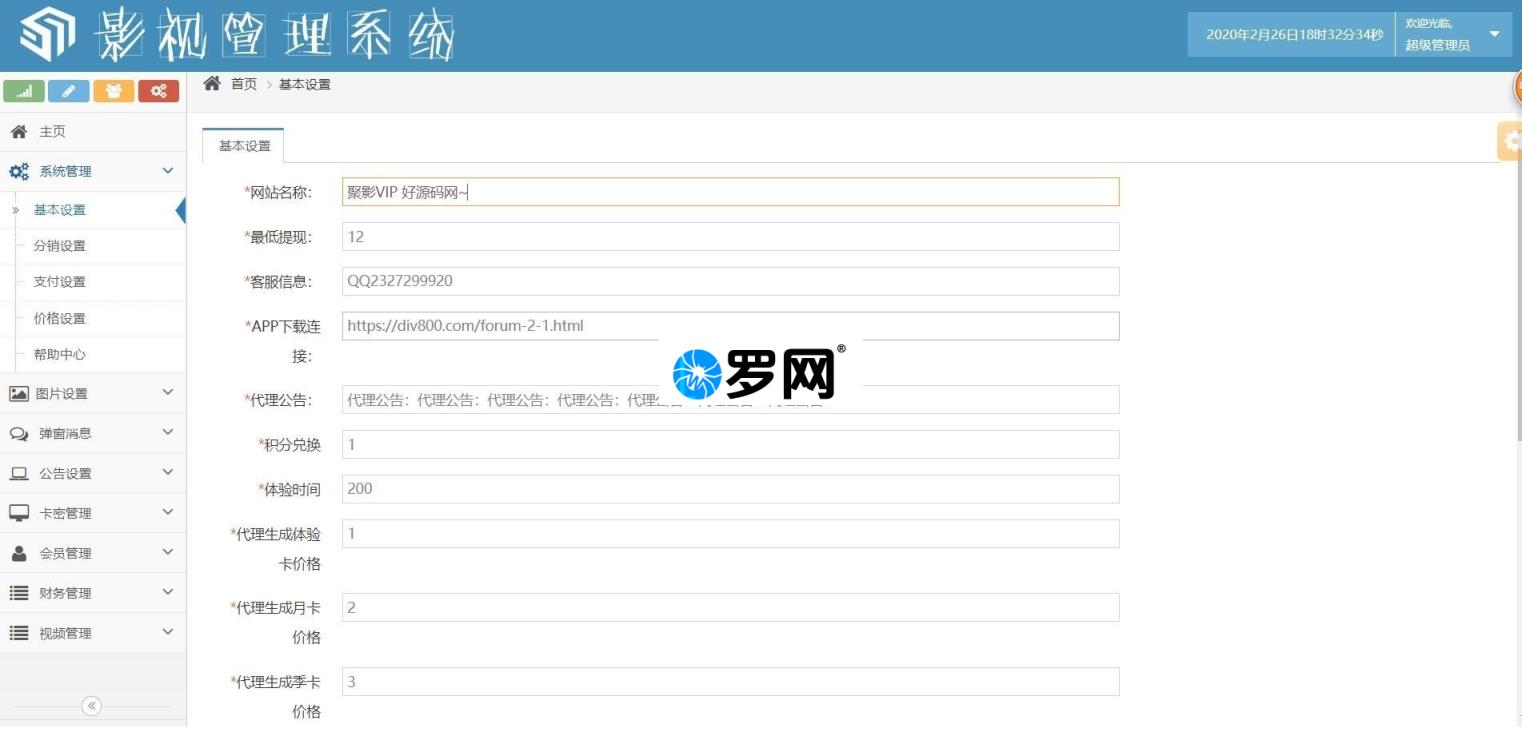 影视管理系统
2020年2月26日18时32分34秒
欢迎光临,
超级管理员
首页 > 基本设置
主页
系统管理
基本设置
分销设置
支付设置
价格设置
帮助中心
图片设置
弹窗消息
公告设置
卡密管理
会员管理
财务管理
视频管理
基本设置
*网站名称: 聚影VIP 好源码网~
*最低提现: 12
*客服信息: QQ2327299920
*APP下载连
接: https://div800.com/forum-2-1.html
罗网®
*代理公告: 代理公告：代理公告：代理公告：代理公告：代理
*积分兑换 1
*体验时间 200
*代理生成体验
卡价格 1
*代理生成月卡
价格 2
*代理生成季卡
价格 3